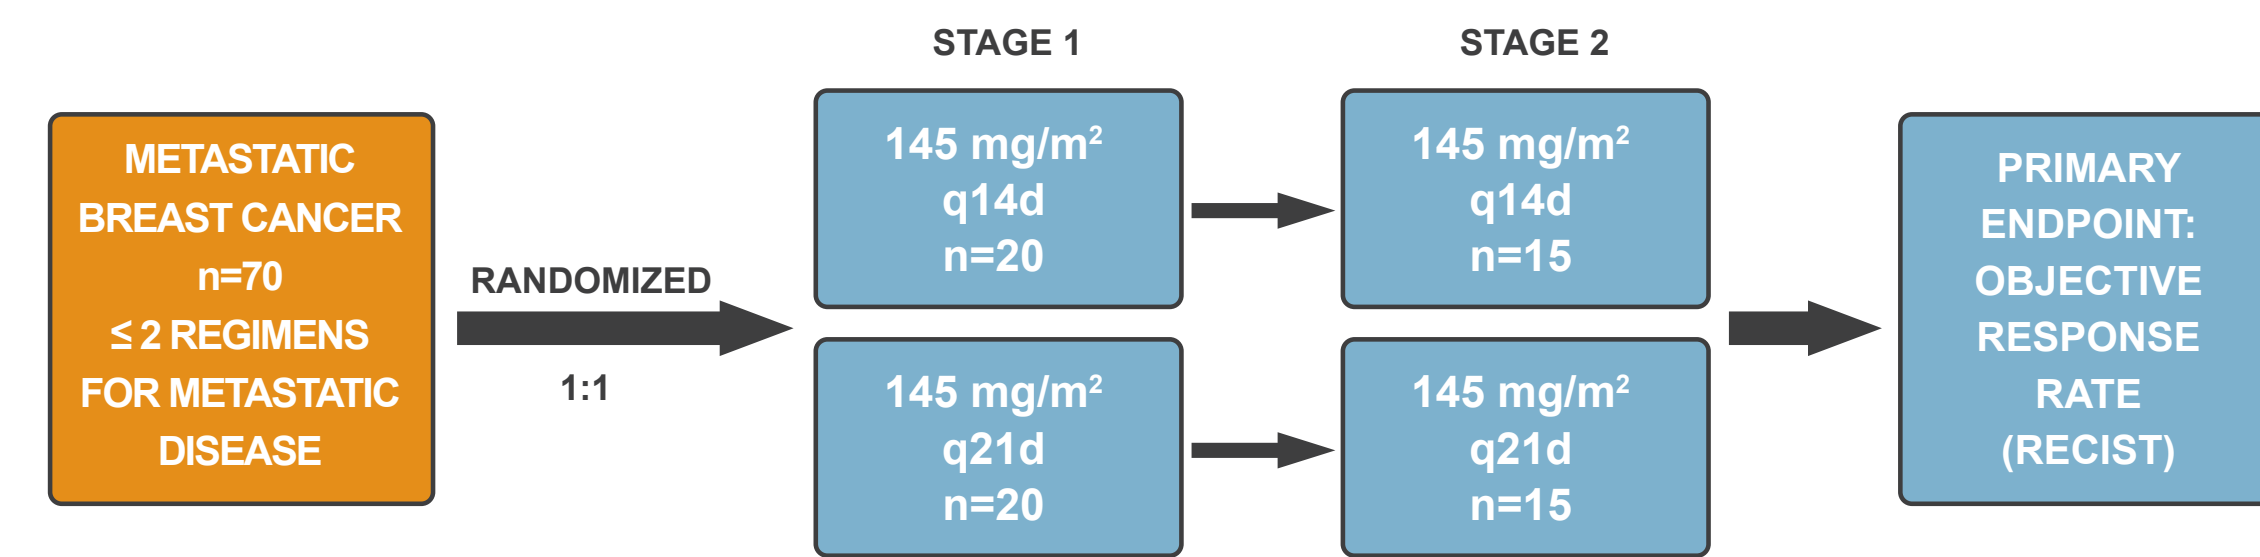 METASTATIC
BREAST CANCER
n=70
≤ 2 REGIMENS
FOR METASTATIC
DISEASE
RANDOMIZED
1:1
STAGE 1
145 mg/m²
q14d
n=20
145 mg/m²
q21d
n=20
STAGE 2
145 mg/m²
q14d
n=15
145 mg/m²
q21d
n=15
PRIMARY
ENDPOINT:
OBJECTIVE
RESPONSE
RATE
(RECIST)